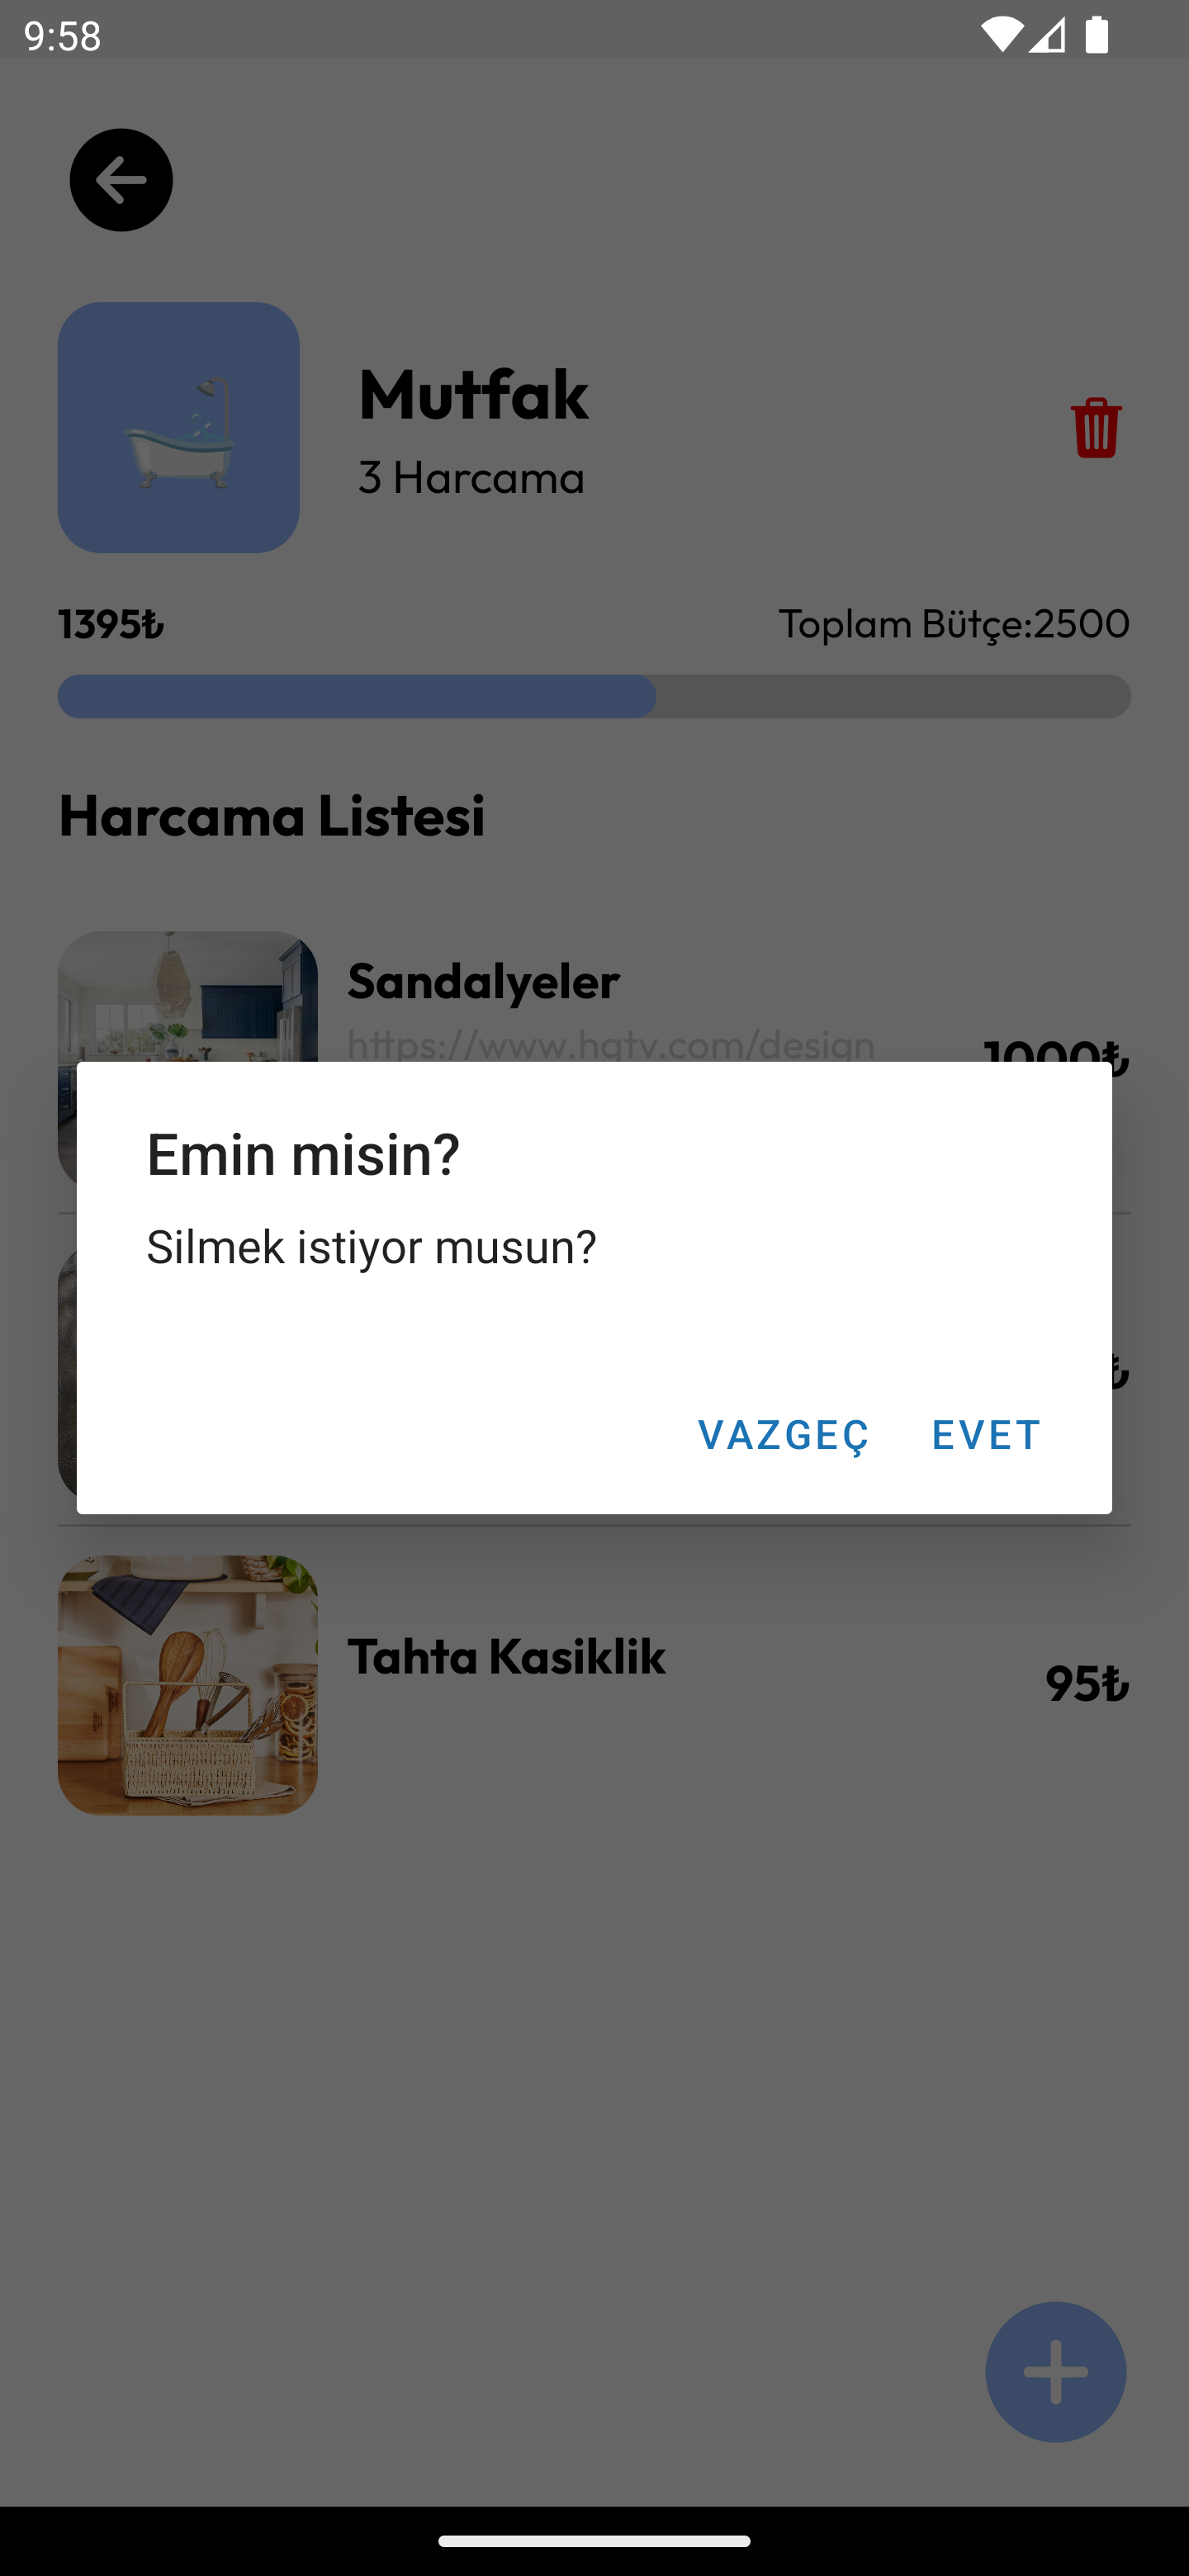 9:58
Mutfak
3 Harcama
1395₺
Toplam Bütçe:2500
Harcama Listesi
Sandalyeler
https://www.hgtv.com/design
1000₺
Emin misin?
Silmek istiyor musun?
₺
VAZGEÇ
EVET
Tahta Kasiklik
95₺